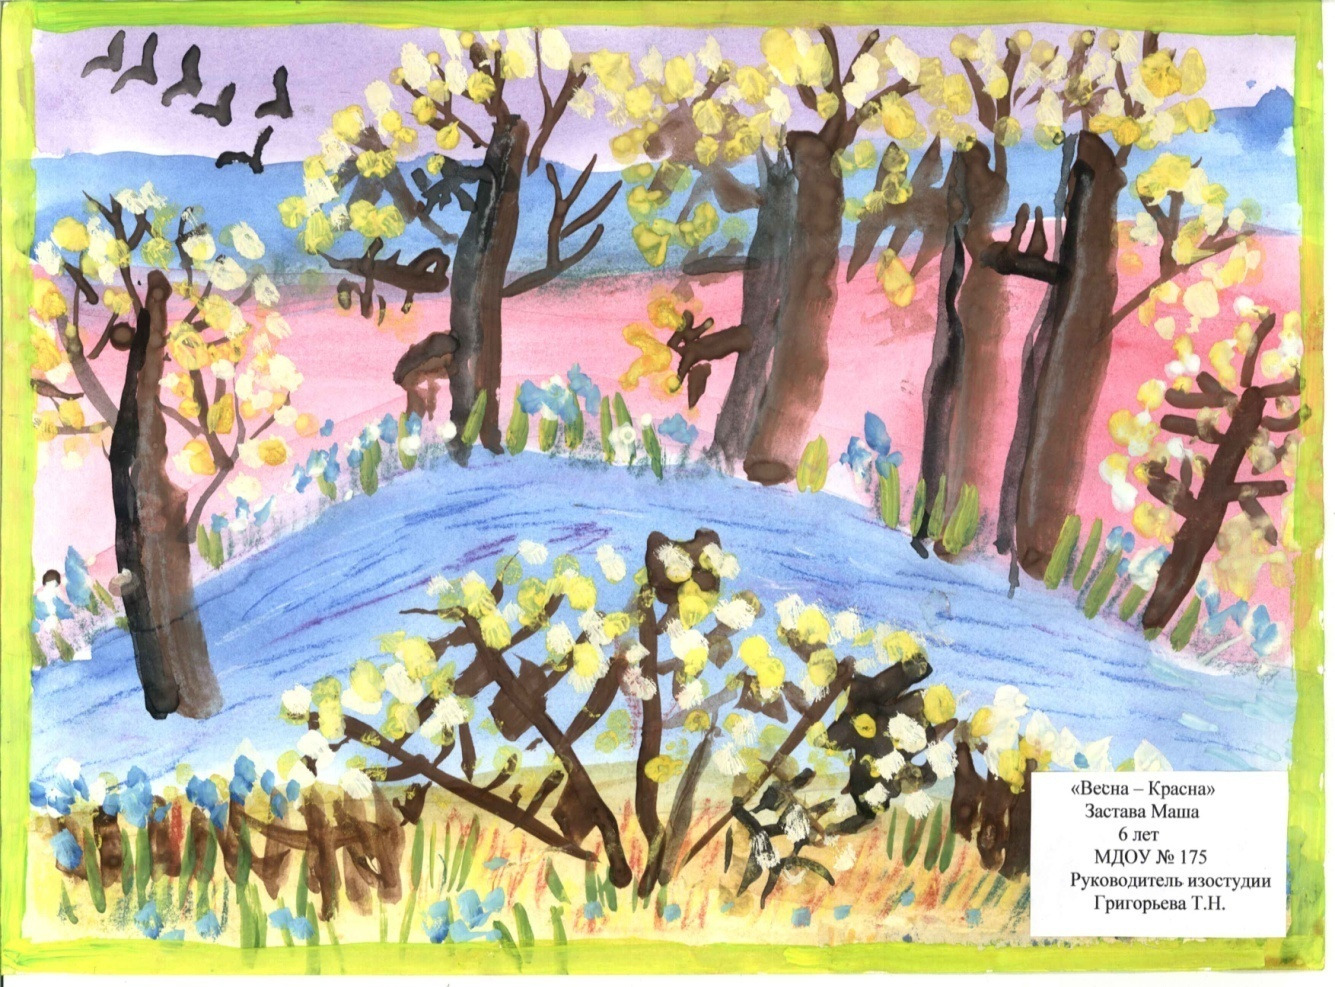 «Весна – Красна»
Застава Маша
6 лет
МДОУ № 175
Руководитель изостудии
Григорьева Т.Н.